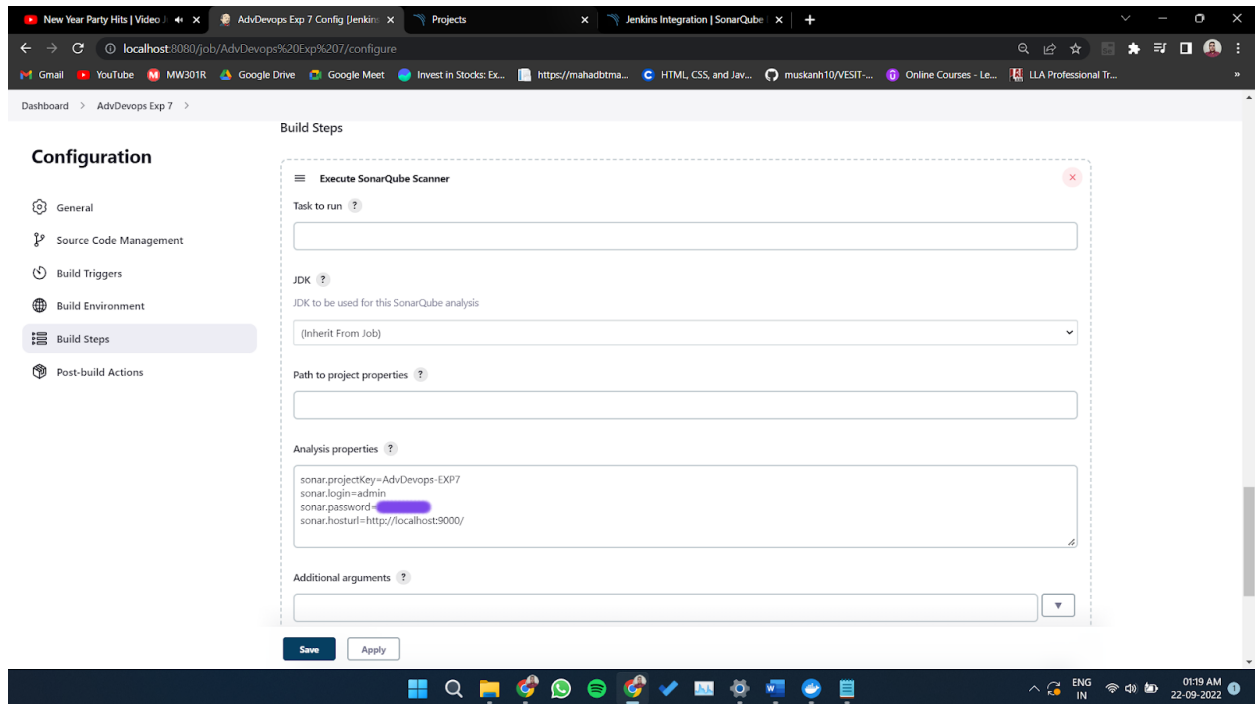 New Year Party Hits | Video J
AdvDevops Exp 7 Config [Jenkins
Projects
Jenkins Integration | SonarQube
localhost:8080/job/AdvDevops%20Exp%207/configure
Gmail
YouTube
MW301R
Google Drive
Google Meet
Invest in Stocks: Ex...
https://mahadbtma...
HTML, CSS, and Jav...
muskanh10/VESIT-...
Online Courses - Le...
LLA Professional Tr...
»
Dashboard > AdvDevops Exp 7 >
Build Steps
Configuration
General
Source Code Management
Build Triggers
Build Environment
Build Steps
Post-build Actions
Execute SonarQube Scanner
Task to run ?
JDK ?
JDK to be used for this SonarQube analysis
(Inherit From Job)
Path to project properties ?
Analysis properties ?
sonar.projectKey=AdvDevops-EXP7
sonar.login=admin
sonar.password=
sonar.hosturl=http://localhost:9000/
Additional arguments ?
Save
Apply
ENG
IN
01:19 AM
22-09-2022
1